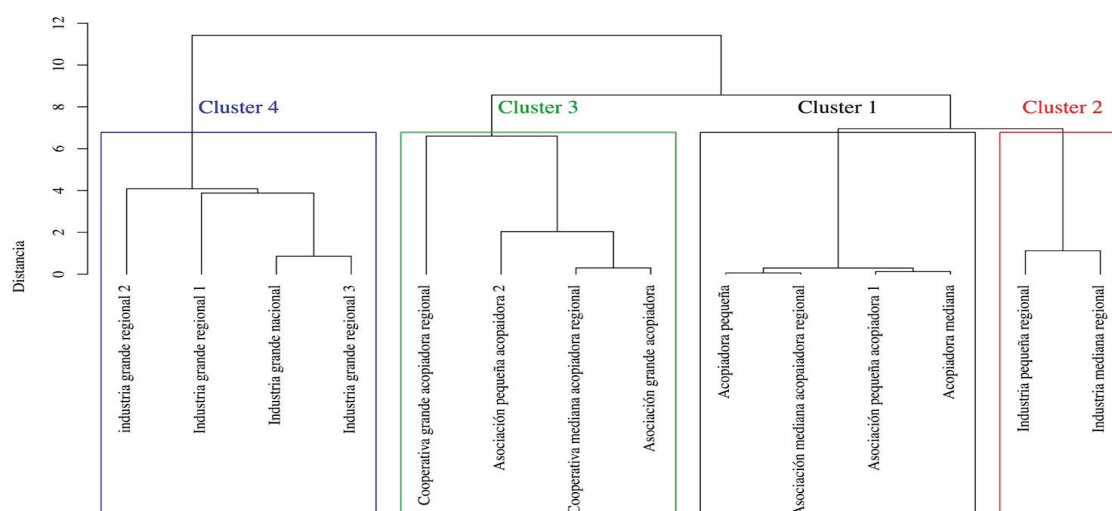 12
10
8
6
4
2
0
Distancia
Cluster 4
Cluster 3
Cluster 1
Cluster 2
industria grande regional 2
Industria grande regional 1
Industria grande nacional
Industria grande regional 3
Cooperativa grande acopiadora regional
Asociación pequeña acopaidora 2
Cooperativa mediana acopiadora regional
Asociación grande acopiadora
Acopiadora pequeña
Asociación mediana acopaiadora regional
Asociación pequeña acopiadora 1
Acopiadora mediana
Industria pequeña regional
Industria mediana regional